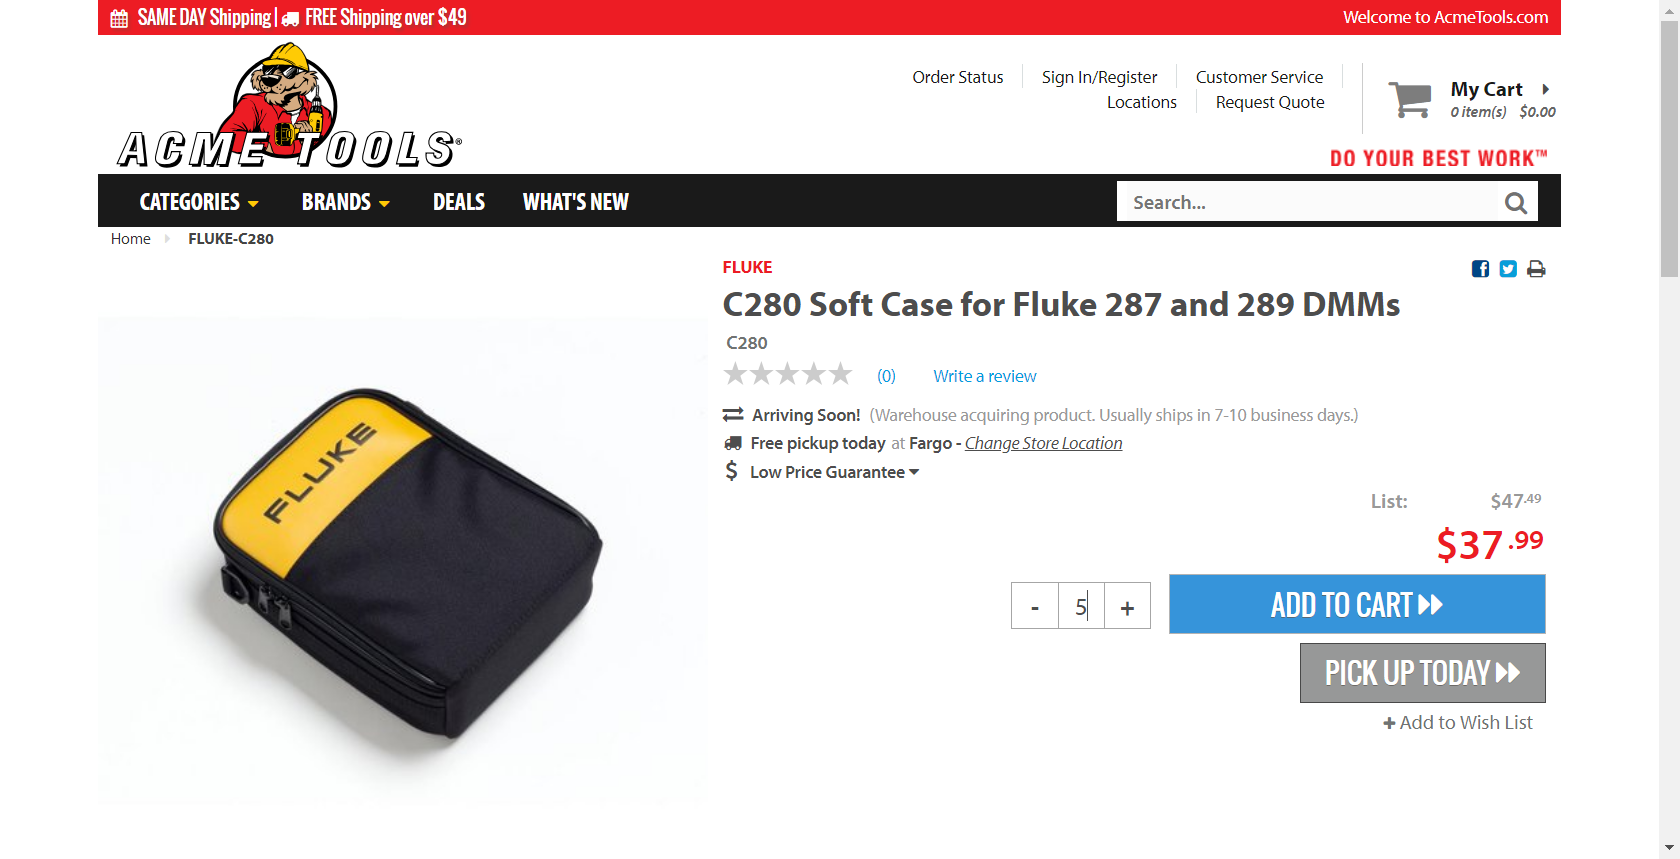 SAME DAY Shipping | FREE Shipping over $49
Welcome to AcmeTools.com
ACME TOOLS®
Order Status
Sign In/Register
Customer Service
Locations
Request Quote
My Cart
0 item(s) $0.00
DO YOUR BEST WORK™
CATEGORIES
BRANDS
DEALS
WHAT'S NEW
Search...
Home
FLUKE-C280
FLUKE
C280 Soft Case for Fluke 287 and 289 DMMs
C280
(0)
Write a review
Arriving Soon! (Warehouse acquiring product. Usually ships in 7-10 business days.)
Free pickup today at Fargo - Change Store Location
$ Low Price Guarantee
List: $47.49
$37.99
- 5 +
ADD TO CART
PICK UP TODAY
+ Add to Wish List
FLUKE